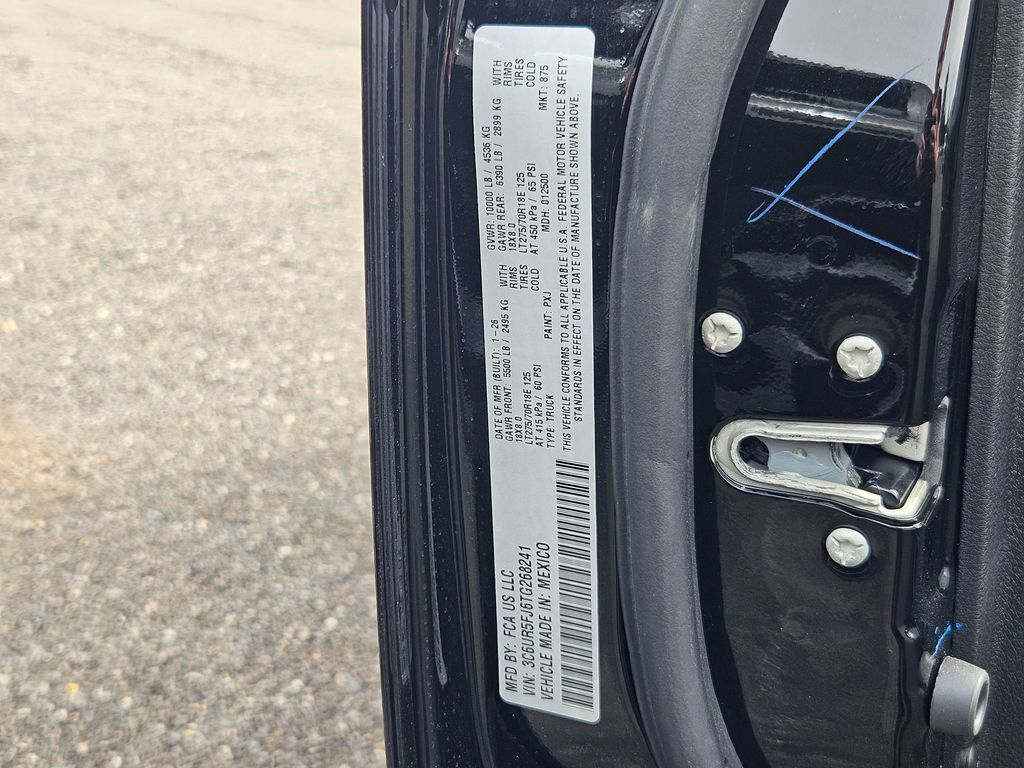 MFD BY: FCA US LLC
VIN: 3C6UR5FJ6TG268241
VEHICLE MADE IN: MEXICO
DATE OF MFR (BUILT): 1-26 GVWR: 10000 LB / 4536 KG
GAWR FRONT: 5500 LB / 2495 KG WITH GAWR REAR: 6390 LB / 2899 KG WITH
18X8.0 RIMS 18X8.0 RIMS
LT275/70R18E 125 TIRES LT275/70R18E 125 TIRES
AT 415 kPa / 60 PSI COLD AT 450 kPa / 65 PSI COLD
TYPE: TRUCK PAINT: PXJ MDH: 012500 MKT: 875
THIS VEHICLE CONFORMS TO ALL APPLICABLE U.S.A. FEDERAL MOTOR VEHICLE SAFETY
STANDARDS IN EFFECT ON THE DATE OF MANUFACTURE SHOWN ABOVE.